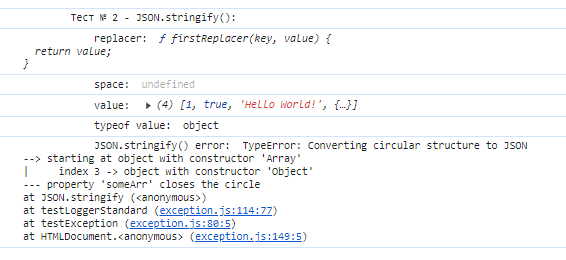 Тест № 2 - JSON.stringify():
replacer: ƒ firstReplacer(key, value) {
return value;
}
space: undefined
value: ▸ (4) [1, true, 'Hello World!', {…}]
typeof value: object
JSON.stringify() error: TypeError: Converting circular structure to JSON
--> starting at object with constructor 'Array'
|     index 3 -> object with constructor 'Object'
--- property 'someArr' closes the circle
at JSON.stringify (<anonymous>)
at testLoggerStandard (exception.js:114:77)
at testException (exception.js:80:5)
at HTMLDocument.<anonymous> (exception.js:149:5)